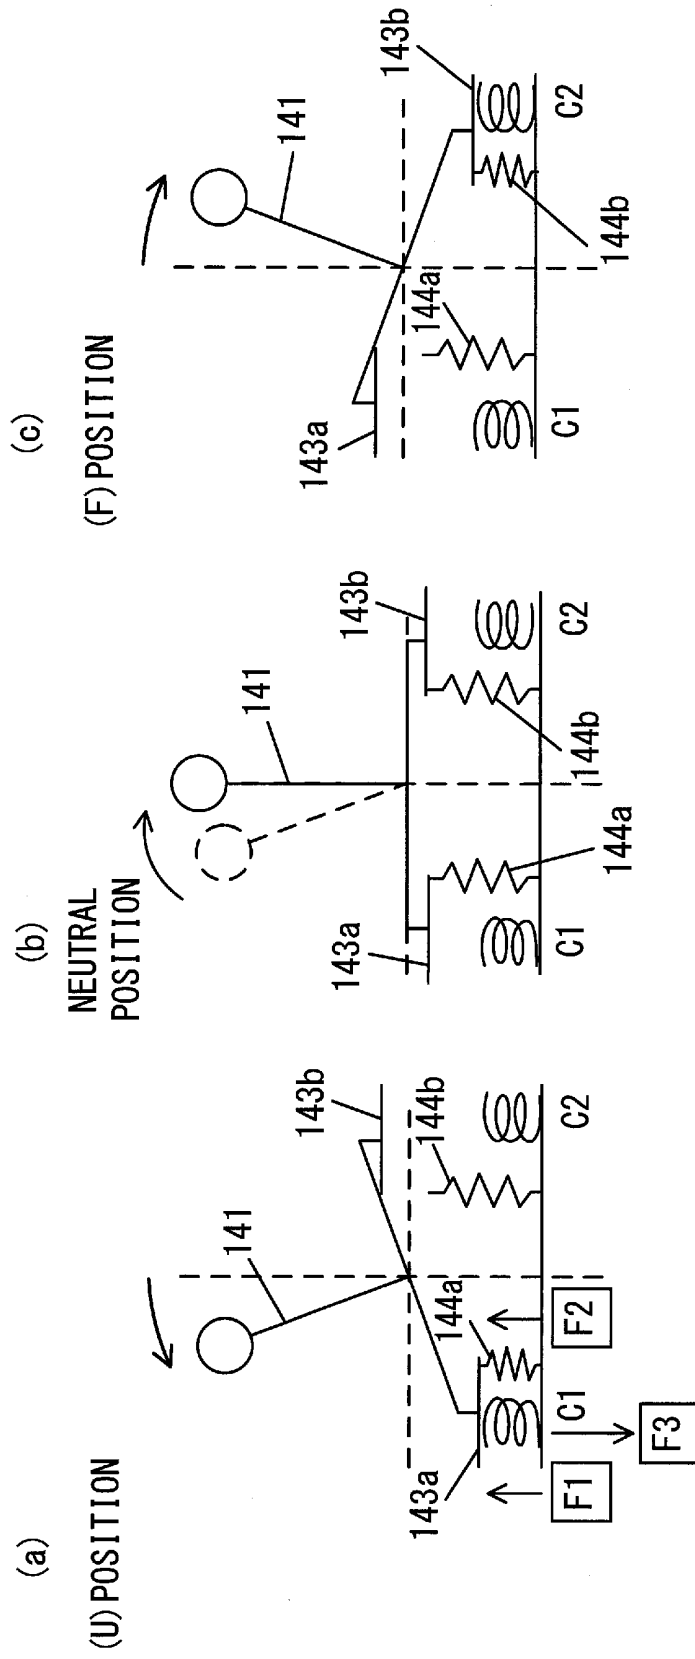 (a)
(U) POSITION
141
143b
144b
144a
143a
C1
C2
F1
F2
F3
(b)
NEUTRAL
POSITION
141
143b
143a
C1
C2
144b
144a
(c)
(F) POSITION
141
143b
144a
143a
C1
C2
144b